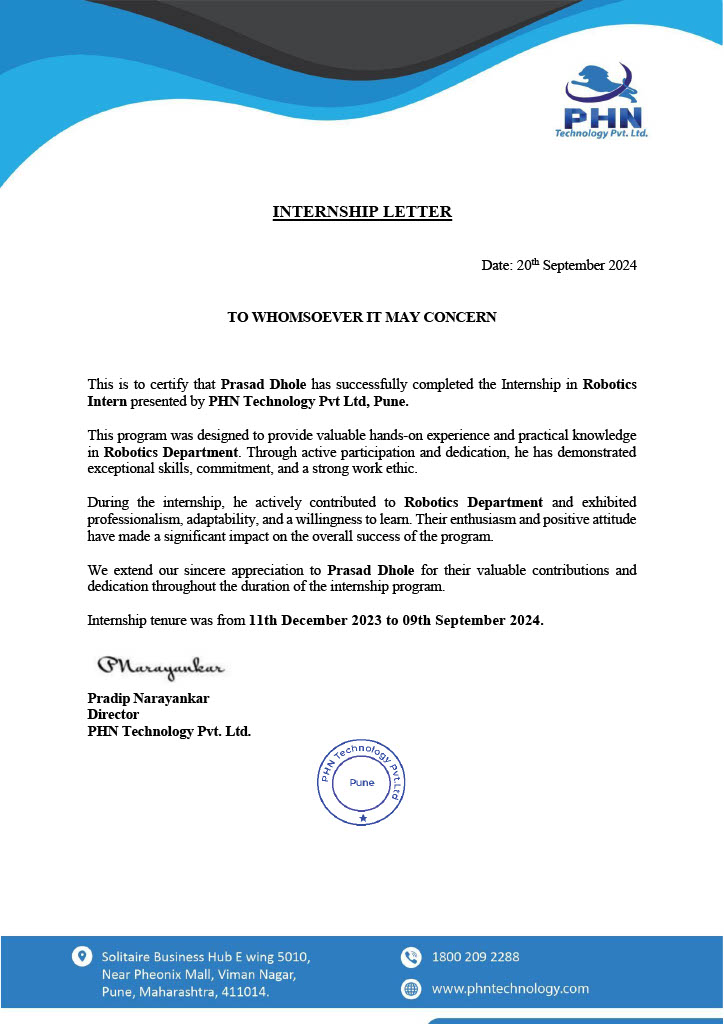 PHN
Technology Pvt. Ltd.
INTERNSHIP LETTER
Date: 20th September 2024
TO WHOMSOEVER IT MAY CONCERN
This is to certify that Prasad Dhole has successfully completed the Internship in Robotics
Intern presented by PHN Technology Pvt Ltd, Pune.
This program was designed to provide valuable hands-on experience and practical knowledge
in Robotics Department. Through active participation and dedication, he has demonstrated
exceptional skills, commitment, and a strong work ethic.
During the internship, he actively contributed to Robotics Department and exhibited
professionalism, adaptability, and a willingness to learn. Their enthusiasm and positive attitude
have made a significant impact on the overall success of the program.
We extend our sincere appreciation to Prasad Dhole for their valuable contributions and
dedication throughout the duration of the internship program.
Internship tenure was from 11th December 2023 to 09th September 2024.
PNarayankar
Pradip Narayankar
Director
PHN Technology Pvt. Ltd.
PHN Technology Pvt.Ltd
Pune
Solitaire Business Hub E wing 5010,
Near Pheonix Mall, Viman Nagar,
Pune, Maharashtra, 411014.
1800 209 2288
www.phntechnology.com